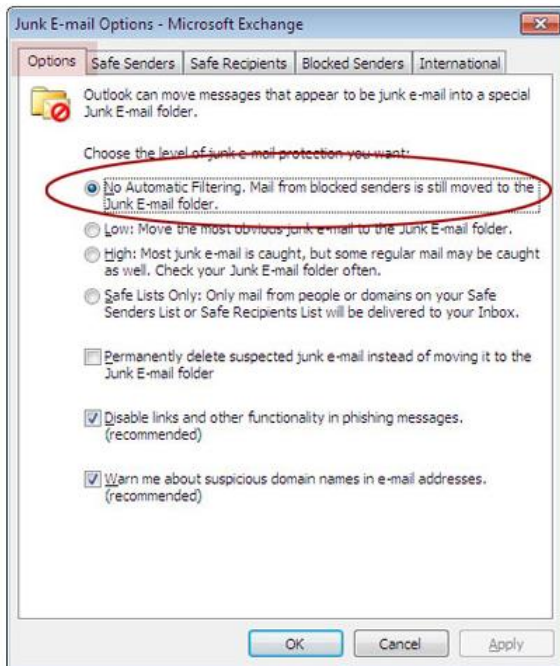 Junk E-mail Options - Microsoft Exchange
Options
Safe Senders
Safe Recipients
Blocked Senders
International
Outlook can move messages that appear to be junk e-mail into a special
Junk E-mail folder.
Choose the level of junk e-mail protection you want:
No Automatic Filtering. Mail from blocked senders is still moved to the
Junk E-mail folder.
Low: Move the most obvious junk e-mail to the Junk E-mail folder.
High: Most junk e-mail is caught, but some regular mail may be caught
as well. Check your Junk E-mail folder often.
Safe Lists Only: Only mail from people or domains on your Safe
Senders List or Safe Recipients List will be delivered to your Inbox.
Permanently delete suspected junk e-mail instead of moving it to the
Junk E-mail folder
Disable links and other functionality in phishing messages.
(recommended)
Warn me about suspicious domain names in e-mail addresses.
(recommended)
OK
Cancel
Apply